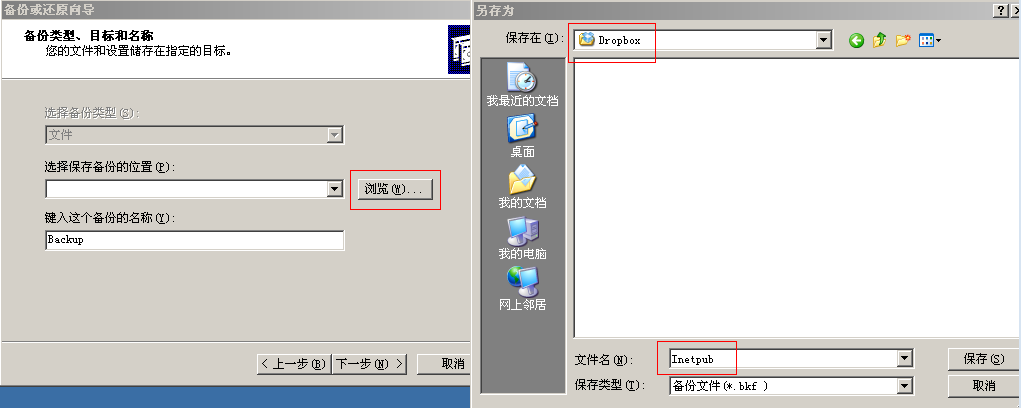 备份或还原向导
备份类型、目标和名称
您的文件和设置储存在指定的目标。
选择备份类型(S):
文件
选择保存备份的位置(P):
浏览(W)...
键入这个备份的名称(Y):
Backup
< 上一步(B)
下一步(N) >
取消
另存为
保存在(I):
Dropbox
我最近的文档
桌面
我的文档
我的电脑
网上邻居
文件名(N):
Inetpub
保存(S)
保存类型(T):
备份文件(*.bkf )
取消